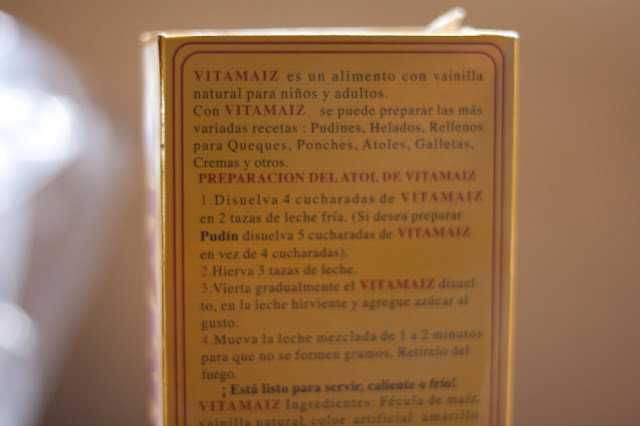 VITAMAIZ es un alimento con vainilla
natural para niños y adultos.
Con VITAMAIZ se puede preparar las más
variadas recetas : Pudines, Helados, Rellenos
para Queques, Ponches, Atoles, Galletas,
Cremas y otros.
PREPARACION DEL ATOL DE VITAMAIZ
1.Disuelva 4 cucharadas de VITAMAIZ
en 2 tazas de leche fría. (Si desea preparar
Pudín disuelva 5 cucharadas de VITAMAIZ
en vez de 4 cucharadas).
2.Hierva 3 tazas de leche.
3.Vierta gradualmente el VITAMAIZ disuel-
to, en la leche hirviente y agregue azúcar al
gusto.
4.Mueva la leche mezclada de 1 a 2 minutos
para que no se formen grumos. Retírelo del
fuego.
¡Está listo para servir, caliente o frío!
VITAMAIZ Ingredientes: Fécula de maíz,
vainilla natural, color artificial amarillo